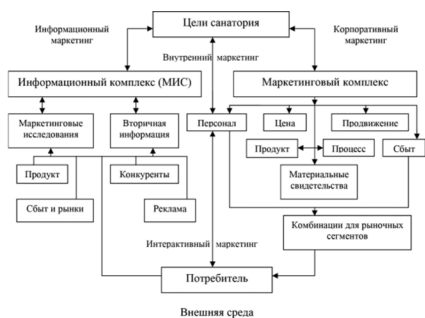 Информационный
маркетинг
Цели санатория
Корпоративный
маркетинг
Внутренний маркетинг
Информационный комплекс (МИС)
Маркетинговый комплекс
Маркетинговые
исследования
Вторичная
информация
Персонал
Цена
Продвижение
Продукт
Процесс
Сбыт
Продукт
Конкуренты
Материальные
свидетельства
Сбыт и рынки
Реклама
Комбинации для рыночных
сегментов
Интерактивный маркетинг
Потребитель
Внешняя среда